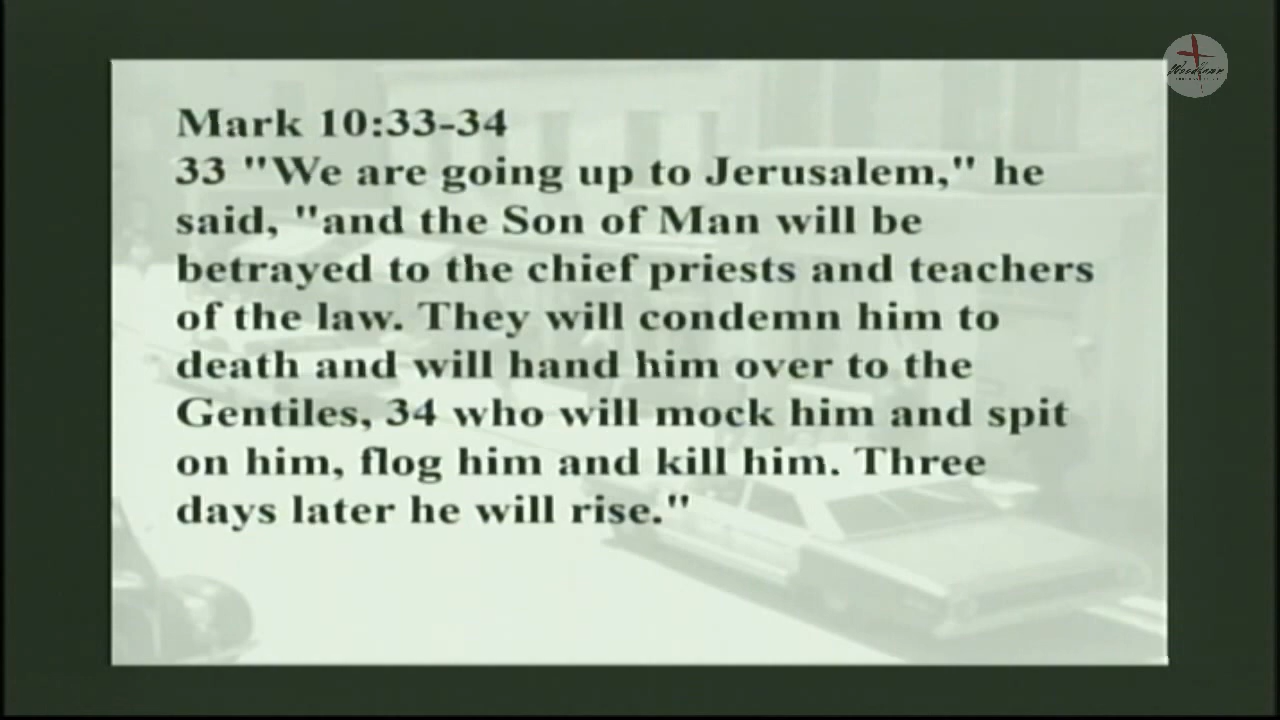 Mark 10:33-34
33 "We are going up to Jerusalem," he
said, "and the Son of Man will be
betrayed to the chief priests and teachers
of the law. They will condemn him to
death and will hand him over to the
Gentiles, 34 who will mock him and spit
on him, flog him and kill him. Three
days later he will rise."